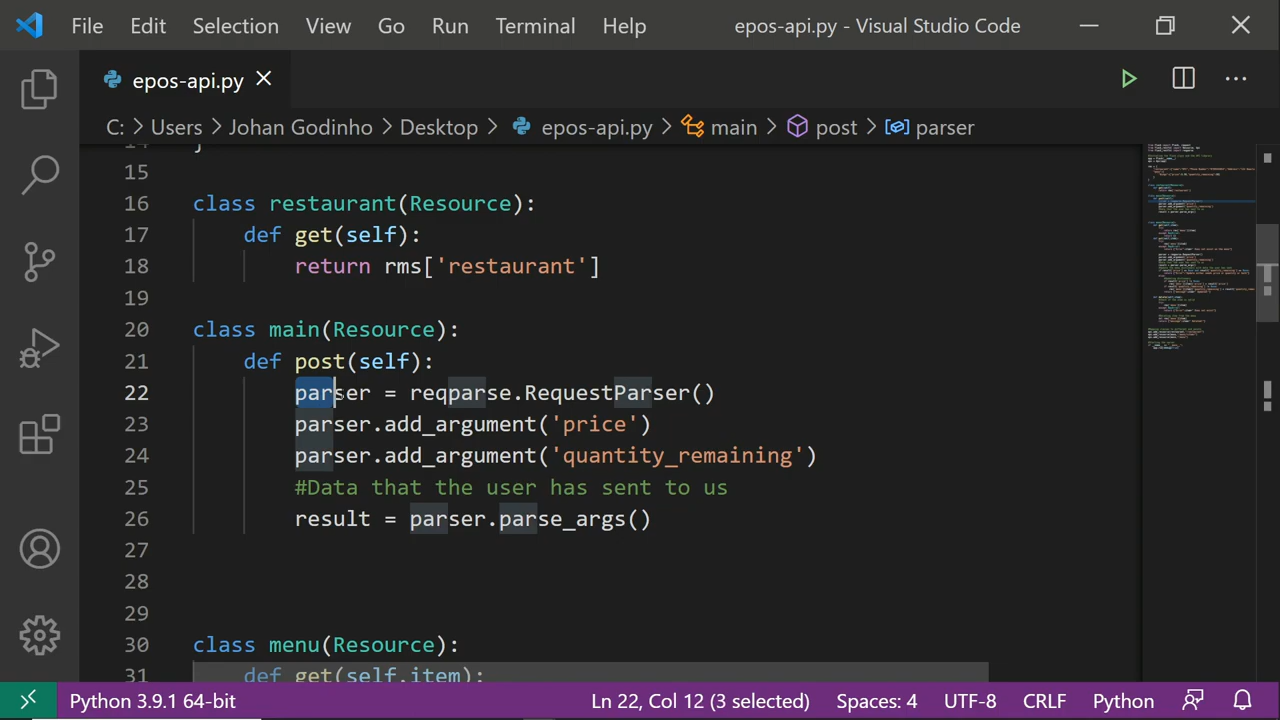 File Edit Selection View Go Run Terminal Help epos-api.py - Visual Studio Code
epos-api.py
C: > Users > Johan Godinho > Desktop > epos-api.py > main > post > parser
15
16 class restaurant(Resource):
17 def get(self):
18 return rms['restaurant']
19
20 class main(Resource):
21 def post(self):
22 parser = reqparse.RequestParser()
23 parser.add_argument('price')
24 parser.add_argument('quantity_remaining')
25 #Data that the user has sent to us
26 result = parser.parse_args()
27
28
29
30 class menu(Resource):
31 def get(self,item):
Python 3.9.1 64-bit Ln 22, Col 12 (3 selected) Spaces: 4 UTF-8 CRLF Python